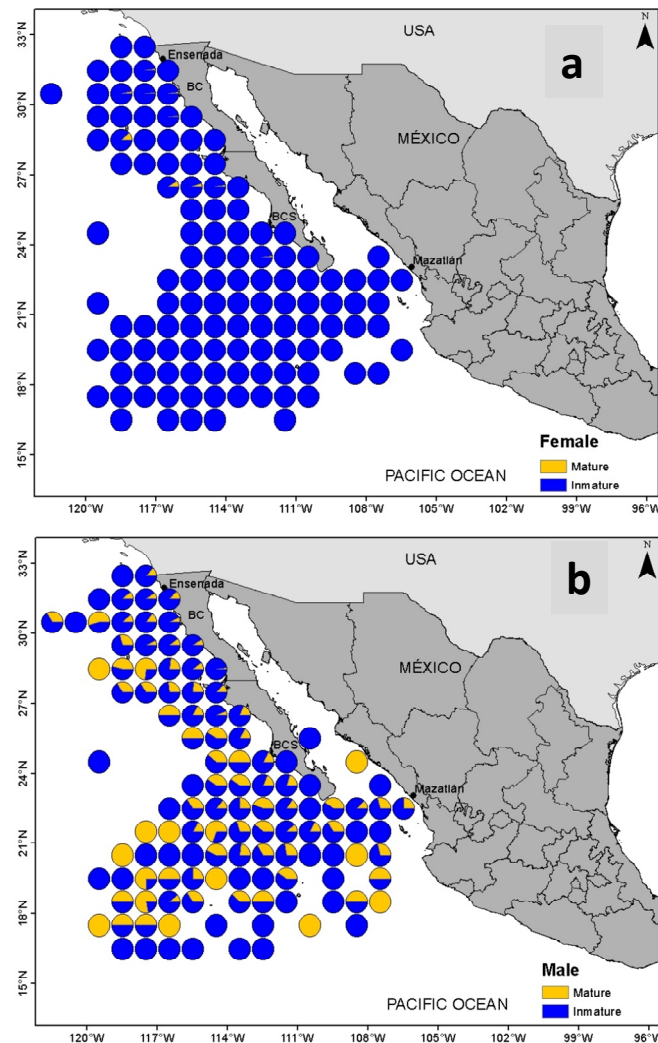 a
N
USA
Ensenada
BC
MÉXICO
BCS
Mazatlán
Female
Mature
Inmature
PACIFIC OCEAN
33°N
30°N
27°N
24°N
21°N
18°N
15°N
120°W 117°W 114°W 111°W 108°W 105°W 102°W 99°W 96°W
b
N
USA
Ensenada
BC
MÉXICO
BCS
Mazatlán
Male
Mature
Inmature
PACIFIC OCEAN
33°N
30°N
27°N
24°N
21°N
18°N
15°N
120°W 117°W 114°W 111°W 108°W 105°W 102°W 99°W 96°W